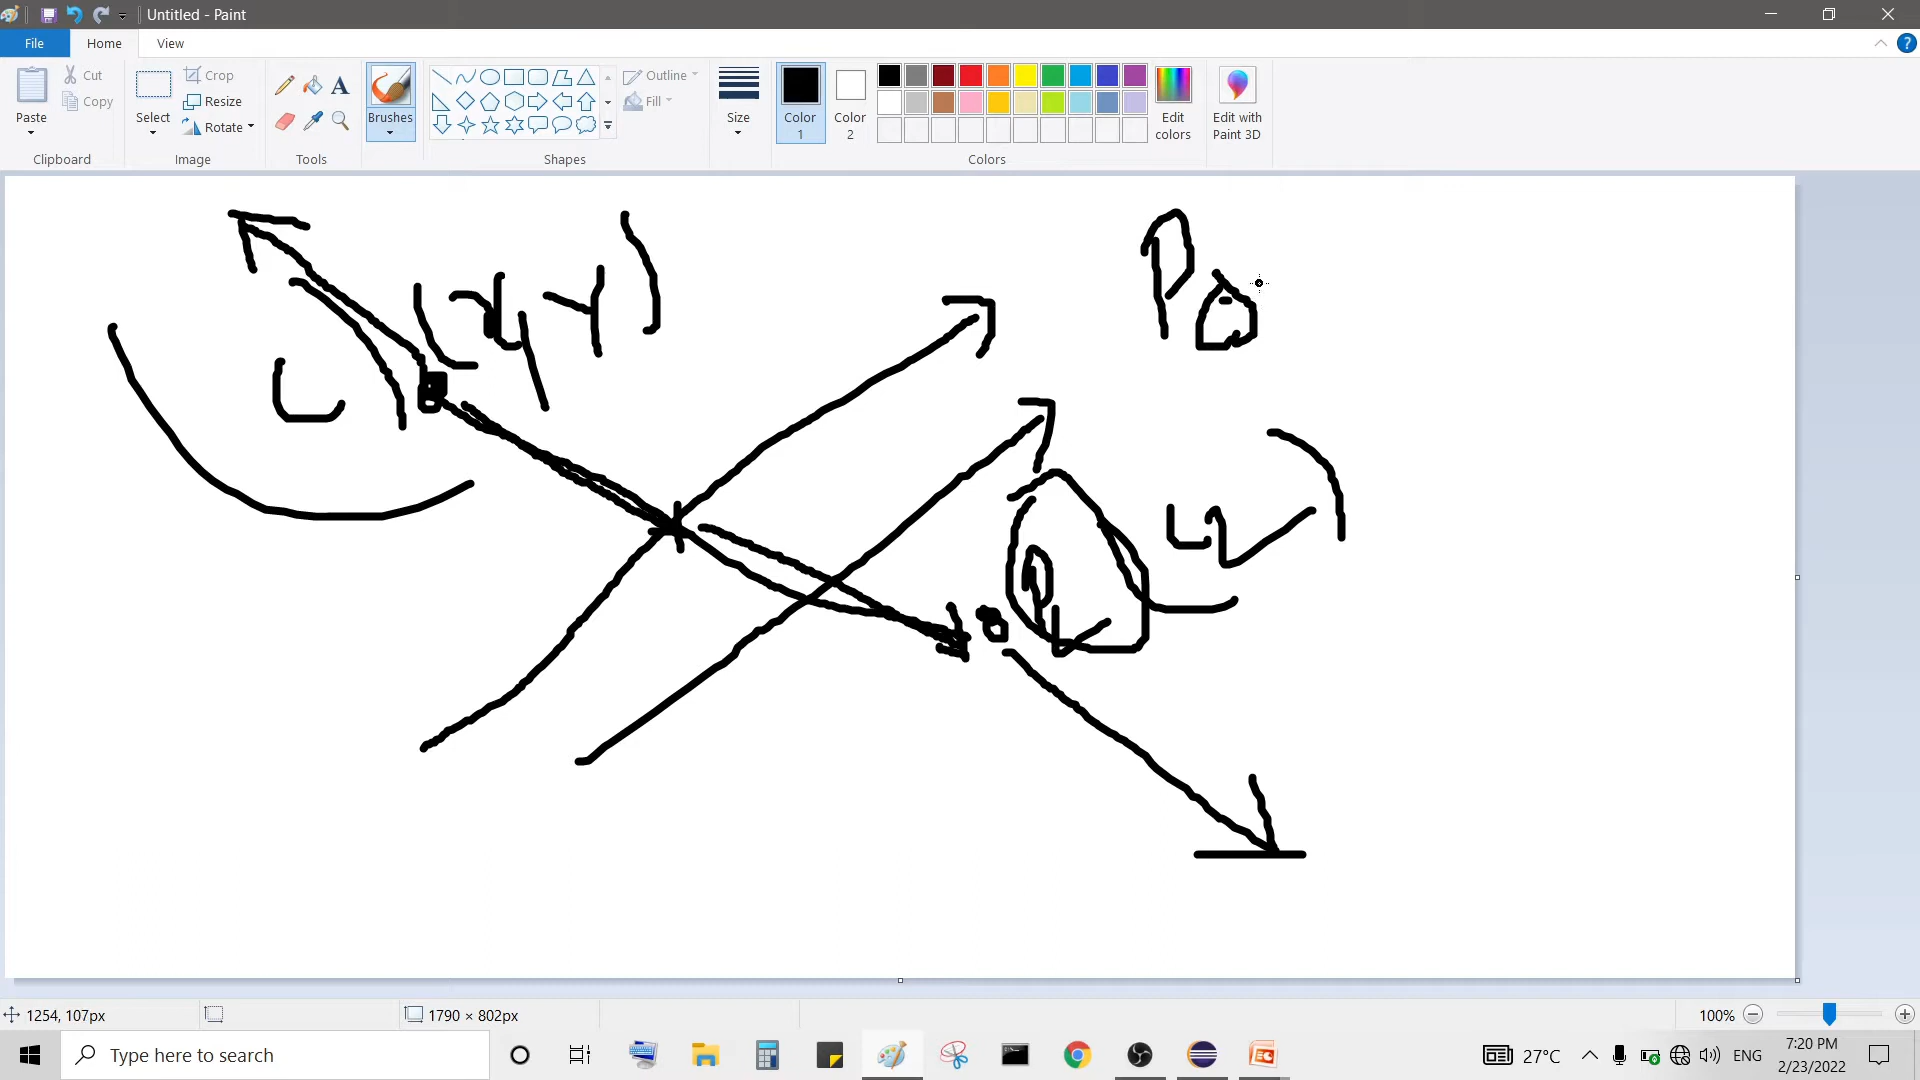 Untitled - Paint
File
Home
View
Paste
Cut
Copy
Clipboard
Select
Crop
Resize
Rotate
Image
Tools
Brushes
Shapes
Outline
Fill
Size
Color 1
Color 2
Edit colors
Colors
Edit with Paint 3D
(x, y)
1254, 107px
1790 × 802px
100%
Type here to search
27°C
ENG
7:20 PM
2/23/2022